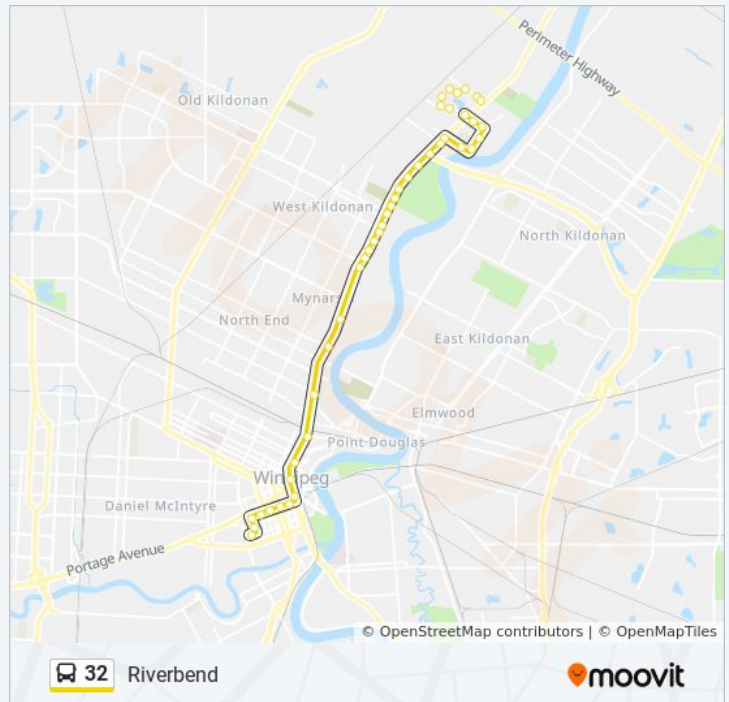 Perimeter Highway
Old Kildonan
West Kildonan
North Kildonan
Mynars
North End
East Kildonan
Elmwood
Point Douglas
Winnipeg
Daniel McIntyre
Portage Avenue
© OpenStreetMap contributors | © OpenMapTiles
32 Riverbend
moovit